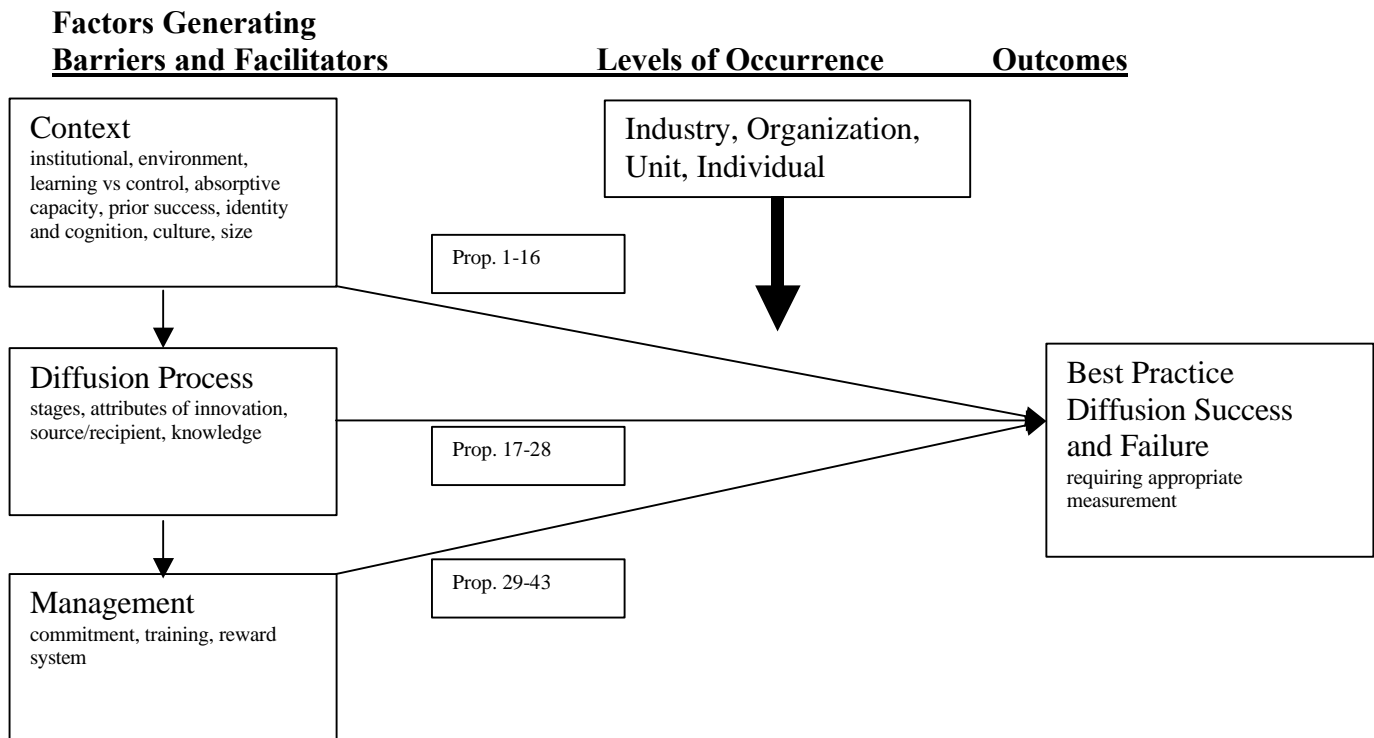 Factors Generating
Barriers and Facilitators Levels of Occurrence Outcomes
Context
institutional, environment,
learning vs control, absorptive
capacity, prior success, identity
and cognition, culture, size
Industry, Organization,
Unit, Individual
Prop. 1-16
Diffusion Process
stages, attributes of innovation,
source/recipient, knowledge
Prop. 17-28
Best Practice
Diffusion Success
and Failure
requiring appropriate
measurement
Management
commitment, training, reward
system
Prop. 29-43